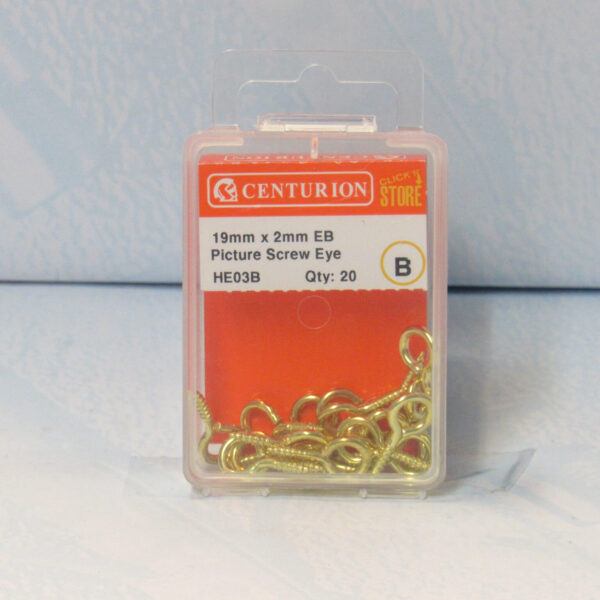 CENTURION
CLICK
STORE
19mm x 2mm EB
Picture Screw Eye
HE03B Qty: 20
B